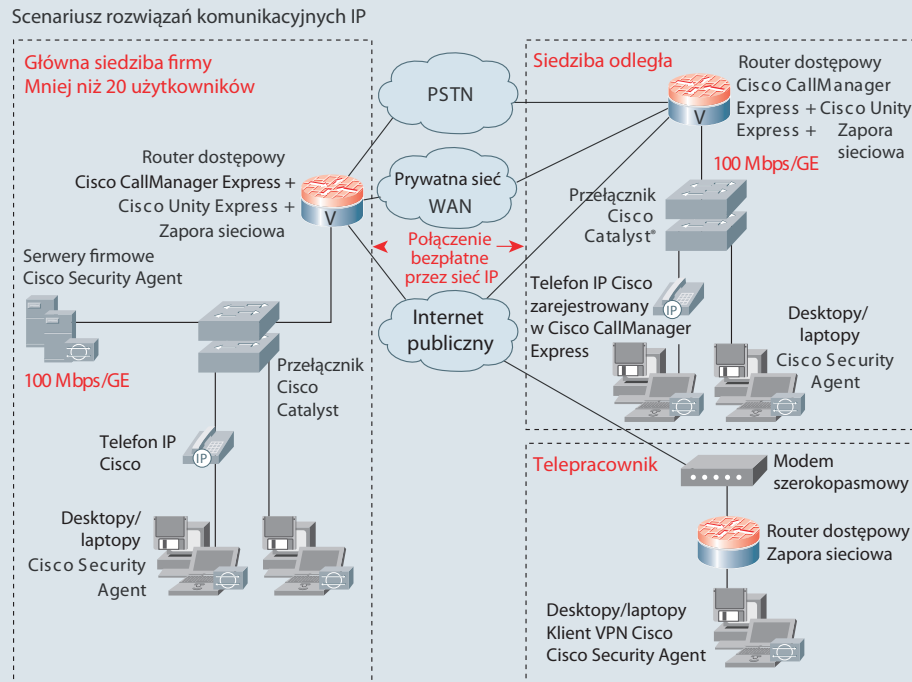 Scenariusz rozwiązań komunikacyjnych IP
Główna siedziba firmy
Mniej niż 20 użytkowników
Router dostępowy
Cisco CallManager Express +
Cisco Unity Express +
Zapora sieciowa
V
Serwery firmowe
Cisco Security Agent
100 Mbps/GE
Przełącznik
Cisco
Catalyst
Telefon IP
Cisco
IP
Desktopy/
laptopy
Cisco Security
Agent
PSTN
Prywatna sieć
WAN
Połączenie
bezpłatne
przez sieć IP
Internet
publiczny
Siedziba odległa
Router dostępowy
Cisco CallManager
Express + Cisco Unity
Express + Zapora
sieciowa
V
100 Mbps/GE
Przełącznik
Cisco
Catalyst®
Telefon IP Cisco
zarejestrowany
w Cisco CallManager
Express
IP
Desktopy/
laptopy
Cisco Security
Agent
Telepracownik
Modem
szerokopasmowy
Router dostępowy
Zapora sieciowa
Desktopy/laptopy
Klient VPN Cisco
Cisco Security Agent